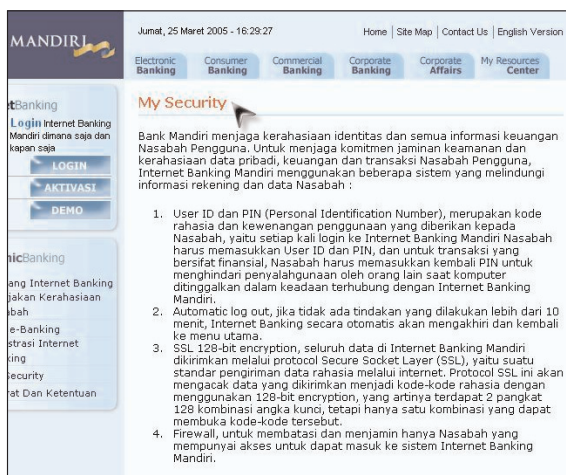 MANDIRI
Jumat, 25 Maret 2005 - 16:29:27
Home | Site Map | Contact Us | English Version
Electronic Banking
Consumer Banking
Commercial Banking
Corporate Banking
Corporate Affairs
My Resources Center
etBanking
Login Internet Banking
Mandiri dimana saja dan
kapan saja
LOGIN
AKTIVASI
DEMO
nicBanking
ang Internet Banking
jakan Kerahasiaan
bah
e-Banking
strasi Internet
king
Security
rat Dan Ketentuan
My Security
Bank Mandiri menjaga kerahasiaan identitas dan semua informasi keuangan
Nasabah Pengguna. Untuk menjaga komitmen jaminan keamanan dan
kerahasiaan data pribadi, keuangan dan transaksi Nasabah Pengguna,
Internet Banking Mandiri menggunakan beberapa sistem yang melindungi
informasi rekening dan data Nasabah :
1. User ID dan PIN (Personal Identification Number), merupakan kode
rahasia dan kewenangan penggunaan yang diberikan kepada
Nasabah, yaitu setiap kali login ke Internet Banking Mandiri Nasabah
harus memasukkan User ID dan PIN, dan untuk transaksi yang
bersifat finansial, Nasabah harus memasukkan kembali PIN untuk
menghindari penyalahgunaan oleh orang lain saat komputer
ditinggalkan dalam keadaan terhubung dengan Internet Banking
Mandiri.
2. Automatic log out, jika tidak ada tindakan yang dilakukan lebih dari 10
menit, Internet Banking secara otomatis akan mengakhiri dan kembali
ke menu utama.
3. SSL 128-bit encryption, seluruh data di Internet Banking Mandiri
dikirimkan melalui protocol Secure Socket Layer (SSL), yaitu suatu
standar pengiriman data rahasia melalui internet. Protocol SSL ini akan
mengacak data yang dikirimkan menjadi kode-kode rahasia dengan
menggunakan 128-bit encryption, yang artinya terdapat 2 pangkat
128 kombinasi angka kunci, tetapi hanya satu kombinasi yang dapat
membuka kode-kode tersebut.
4. Firewall, untuk membatasi dan menjamin hanya Nasabah yang
mempunyai akses untuk dapat masuk ke sistem Internet Banking
Mandiri.